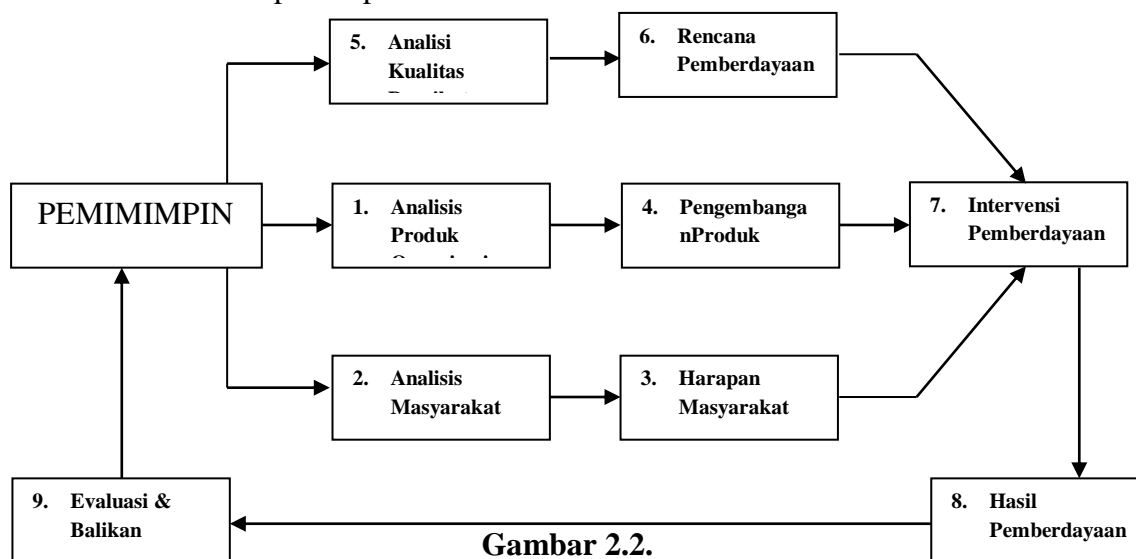 5. Analisi
Kualitas
6. Rencana
Pemberdayaan
PEMIMIMPIN
1. Analisis
Produk
4. Pengembanga
nProduk
7. Intervensi
Pemberdayaan
2. Analisis
Masyarakat
3. Harapan
Masyarakat
9. Evaluasi &
Balikan
8. Hasil
Pemberdayaan
Gambar 2.2.